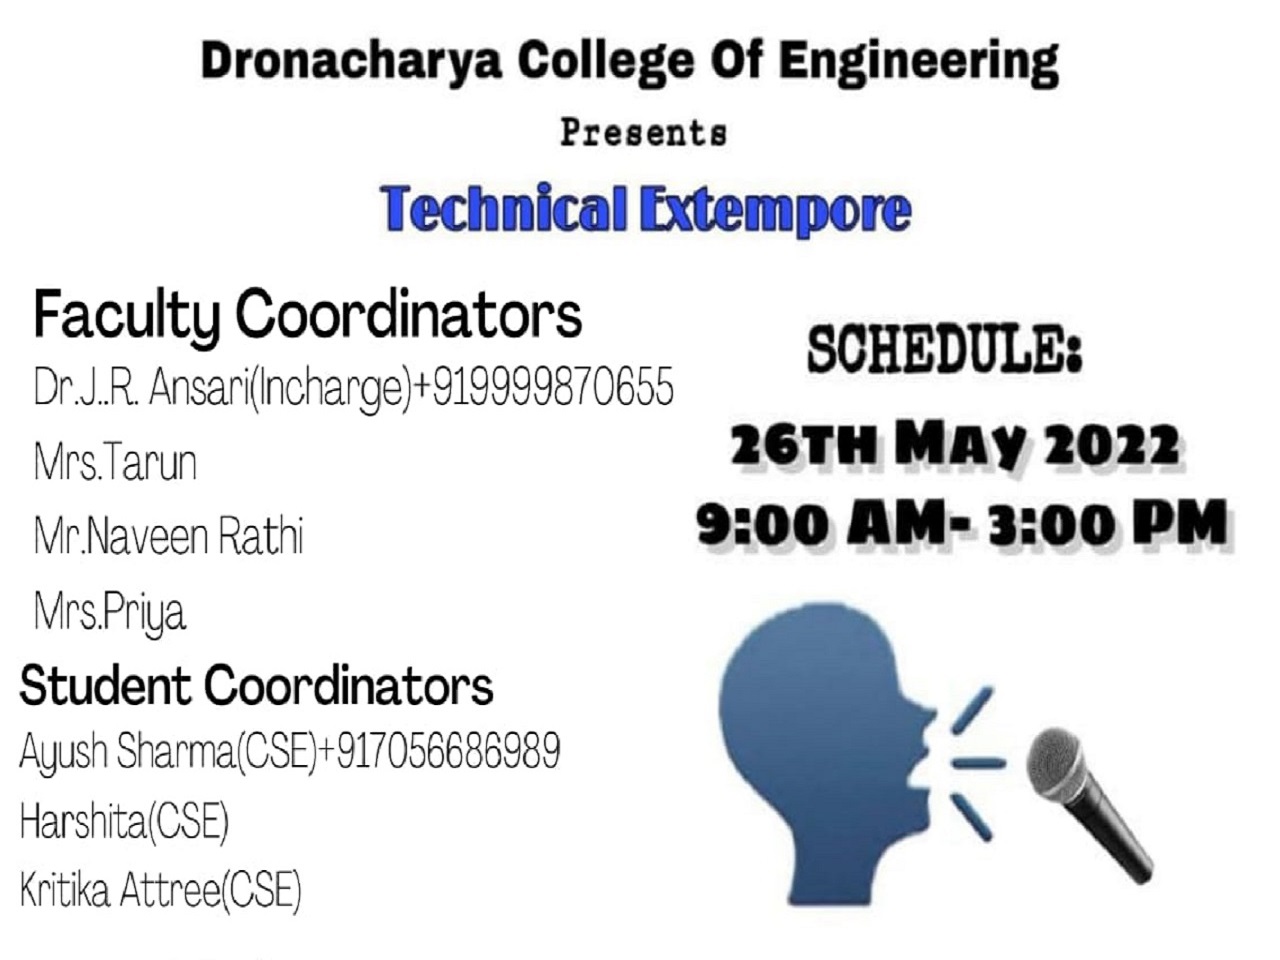 Dronacharya College Of Engineering
Presents
Technical Extempore
Faculty Coordinators
Dr.J..R. Ansari(Incharge)+919999870655
Mrs.Tarun
Mr.Naveen Rathi
Mrs.Priya
Student Coordinators
Ayush Sharma(CSE)+917056686989
Harshita(CSE)
Kritika Attree(CSE)
SCHEDULE:
26TH MAY 2022
9:00 AM- 3:00 PM